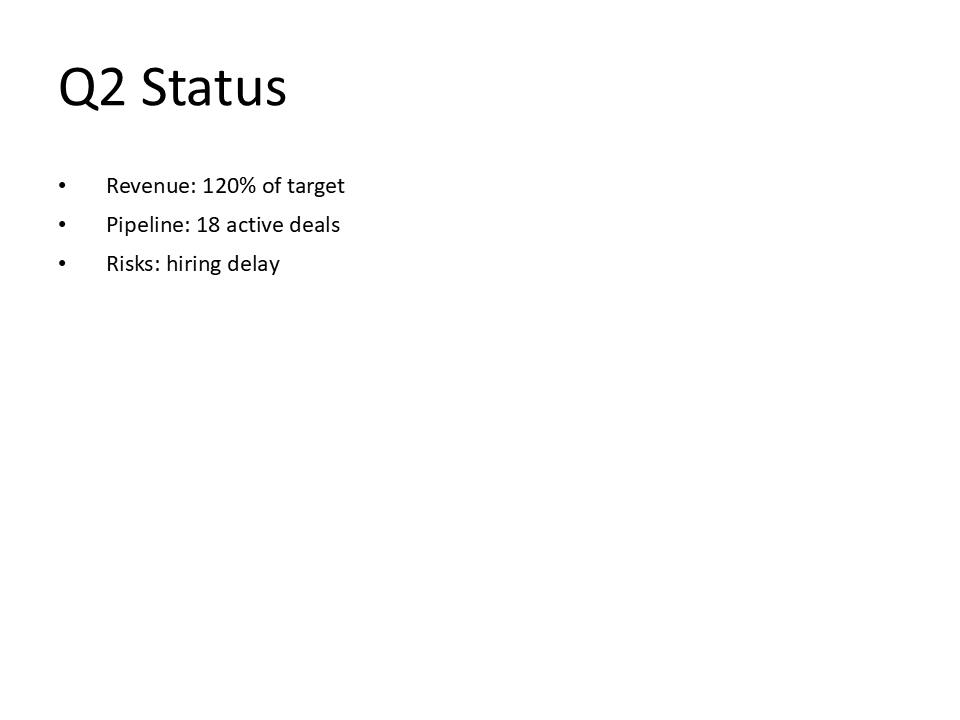 Q2 Status
• Revenue: 120% of target
• Pipeline: 18 active deals
• Risks: hiring delay